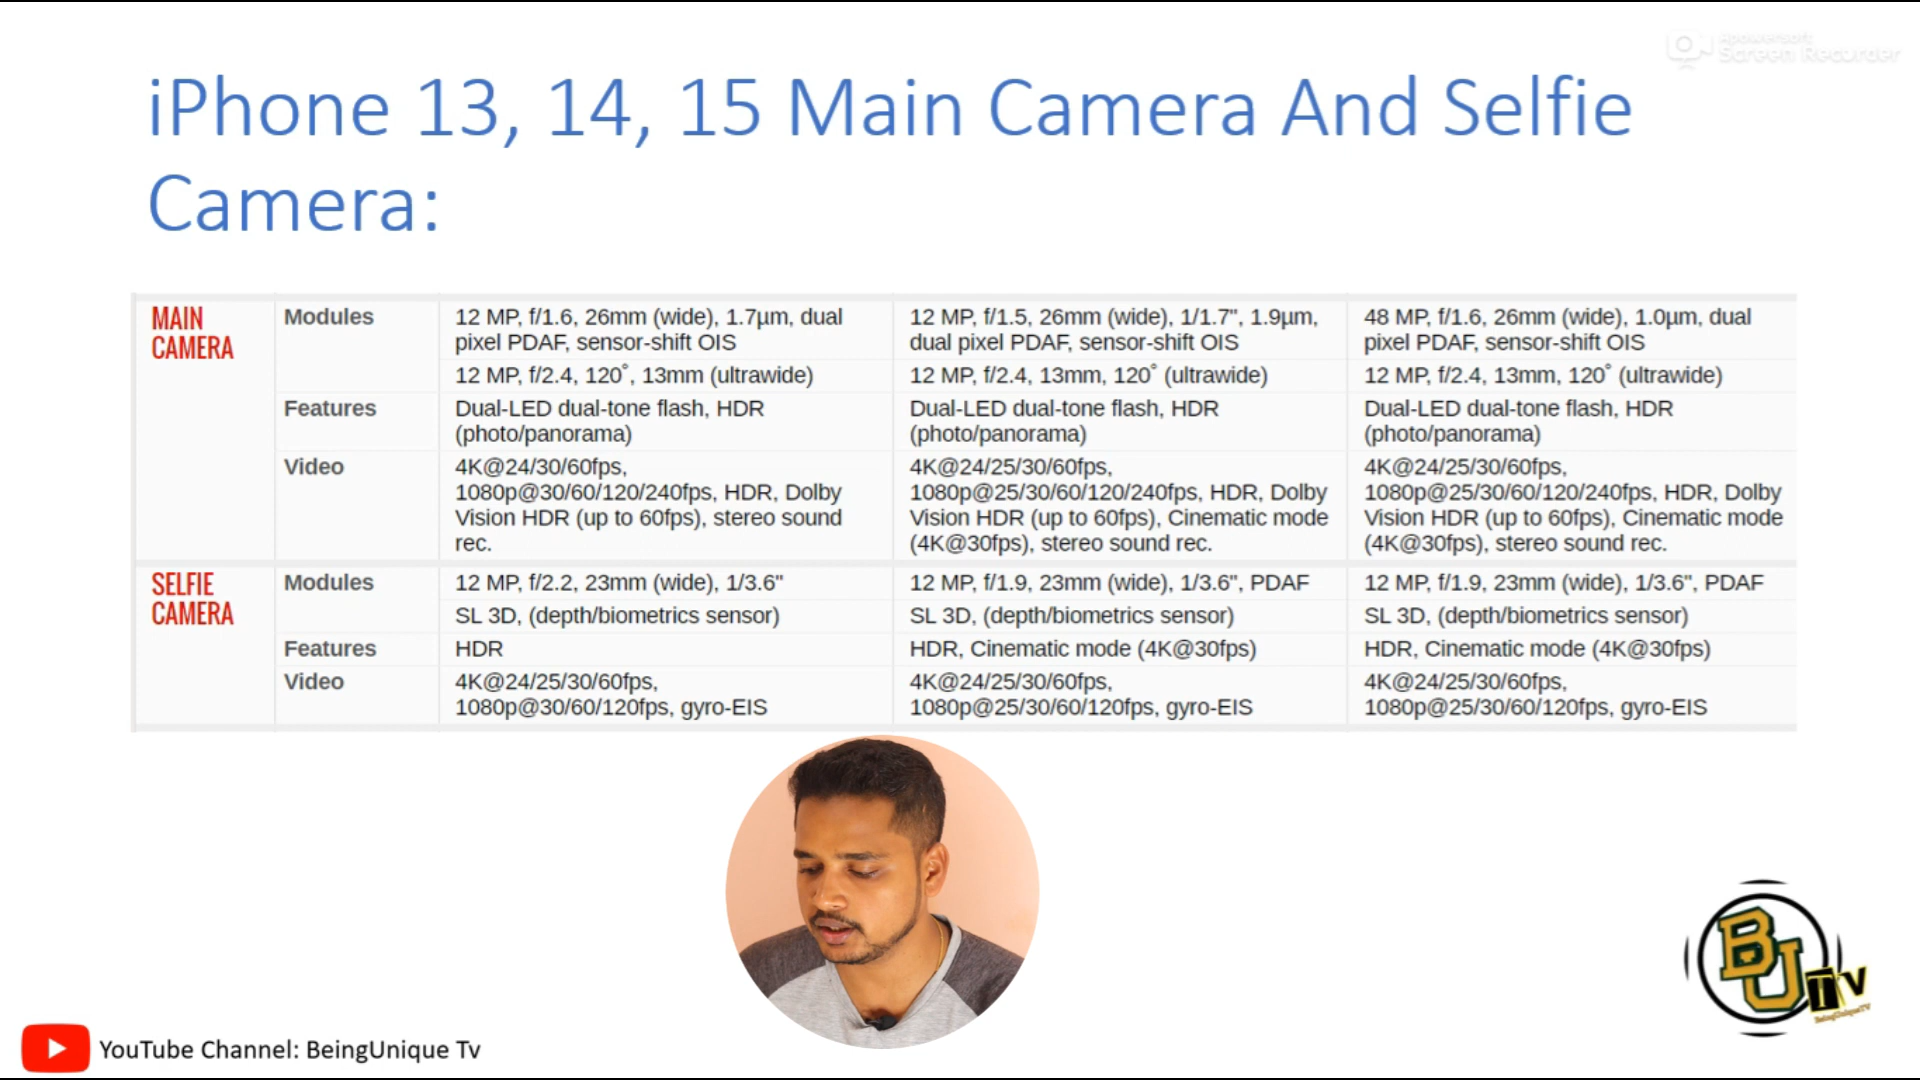 Apowersoft
Screen Recorder
iPhone 13, 14, 15 Main Camera And Selfie
Camera:
MAIN
CAMERA
Modules
12 MP, f/1.6, 26mm (wide), 1.7µm, dual
pixel PDAF, sensor-shift OIS
12 MP, f/1.5, 26mm (wide), 1/1.7", 1.9µm,
dual pixel PDAF, sensor-shift OIS
48 MP, f/1.6, 26mm (wide), 1.0µm, dual
pixel PDAF, sensor-shift OIS
12 MP, f/2.4, 120˚, 13mm (ultrawide)
12 MP, f/2.4, 13mm, 120˚ (ultrawide)
12 MP, f/2.4, 13mm, 120˚ (ultrawide)
Features
Dual-LED dual-tone flash, HDR
(photo/panorama)
Dual-LED dual-tone flash, HDR
(photo/panorama)
Dual-LED dual-tone flash, HDR
(photo/panorama)
Video
4K@24/30/60fps,
1080p@30/60/120/240fps, HDR, Dolby
Vision HDR (up to 60fps), stereo sound
rec.
4K@24/25/30/60fps,
1080p@25/30/60/120/240fps, HDR, Dolby
Vision HDR (up to 60fps), Cinematic mode
(4K@30fps), stereo sound rec.
4K@24/25/30/60fps,
1080p@25/30/60/120/240fps, HDR, Dolby
Vision HDR (up to 60fps), Cinematic mode
(4K@30fps), stereo sound rec.
SELFIE
CAMERA
Modules
12 MP, f/2.2, 23mm (wide), 1/3.6"
12 MP, f/1.9, 23mm (wide), 1/3.6", PDAF
12 MP, f/1.9, 23mm (wide), 1/3.6", PDAF
SL 3D, (depth/biometrics sensor)
SL 3D, (depth/biometrics sensor)
SL 3D, (depth/biometrics sensor)
Features
HDR
HDR, Cinematic mode (4K@30fps)
HDR, Cinematic mode (4K@30fps)
Video
4K@24/25/30/60fps,
1080p@30/60/120fps, gyro-EIS
4K@24/25/30/60fps,
1080p@25/30/60/120fps, gyro-EIS
4K@24/25/30/60fps,
1080p@25/30/60/120fps, gyro-EIS
BU
TV
BeingUniqueTV
YouTube Channel: BeingUnique Tv